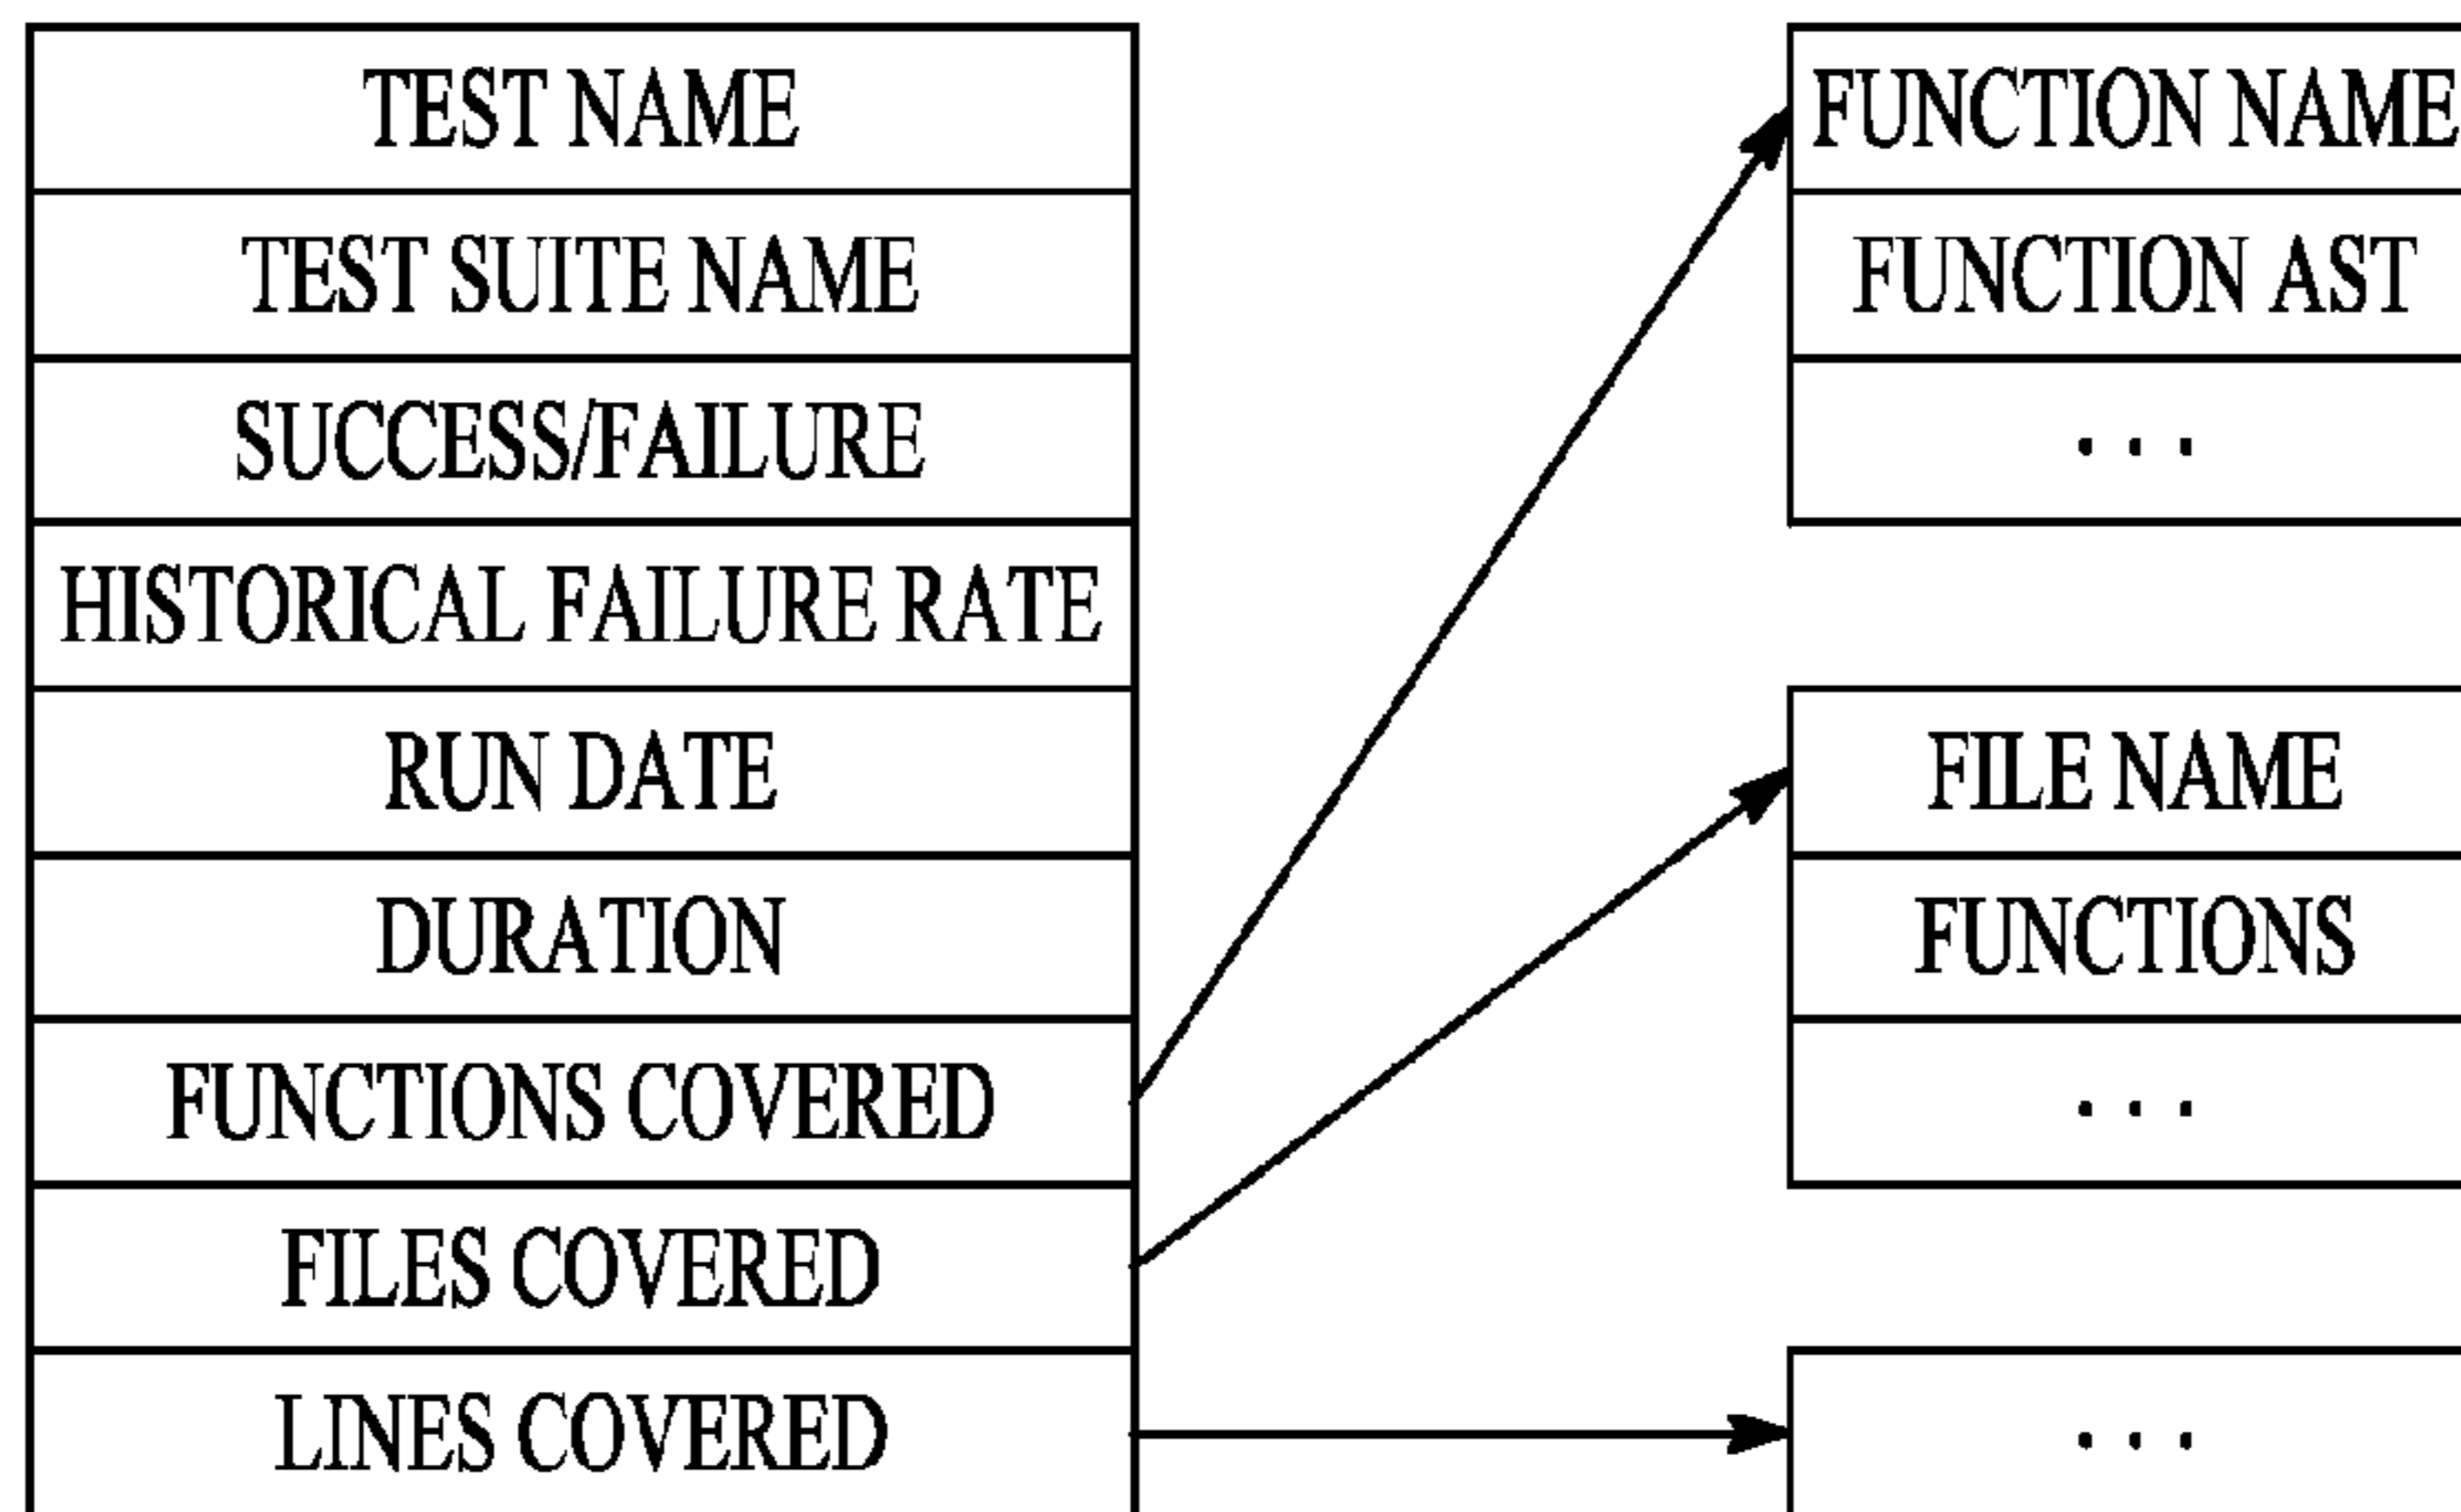 TEST NAME
TEST SUITE NAME
SUCCESS/FAILURE
HISTORICAL FAILURE RATE
RUN DATE
DURATION
FUNCTIONS COVERED
FILES COVERED
LINES COVERED
FUNCTION NAME
FUNCTION AST
...
FILE NAME
FUNCTIONS
...
...